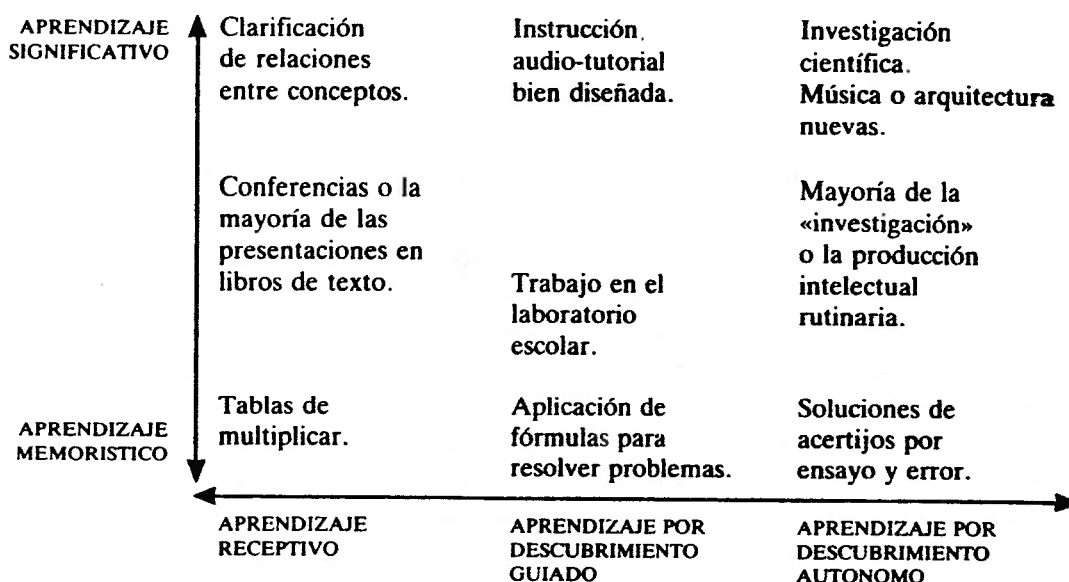 APRENDIZAJE
SIGNIFICATIVO
Clarificación
de relaciones
entre conceptos.
Instrucción
audio-tutorial
bien diseñada.
Investigación
científica.
Música o arquitectura
nuevas.
Conferencias o la
mayoría de las
presentaciones en
libros de texto.
Trabajo en el
laboratorio
escolar.
Mayoría de la
«investigación»
o la producción
intelectual
rutinaria.
APRENDIZAJE
MEMORISTICO
Tablas de
multiplicar.
Aplicación de
fórmulas para
resolver problemas.
Soluciones de
acertijos por
ensayo y error.
APRENDIZAJE
RECEPTIVO
APRENDIZAJE POR
DESCUBRIMIENTO
GUIADO
APRENDIZAJE POR
DESCUBRIMIENTO
AUTONOMO